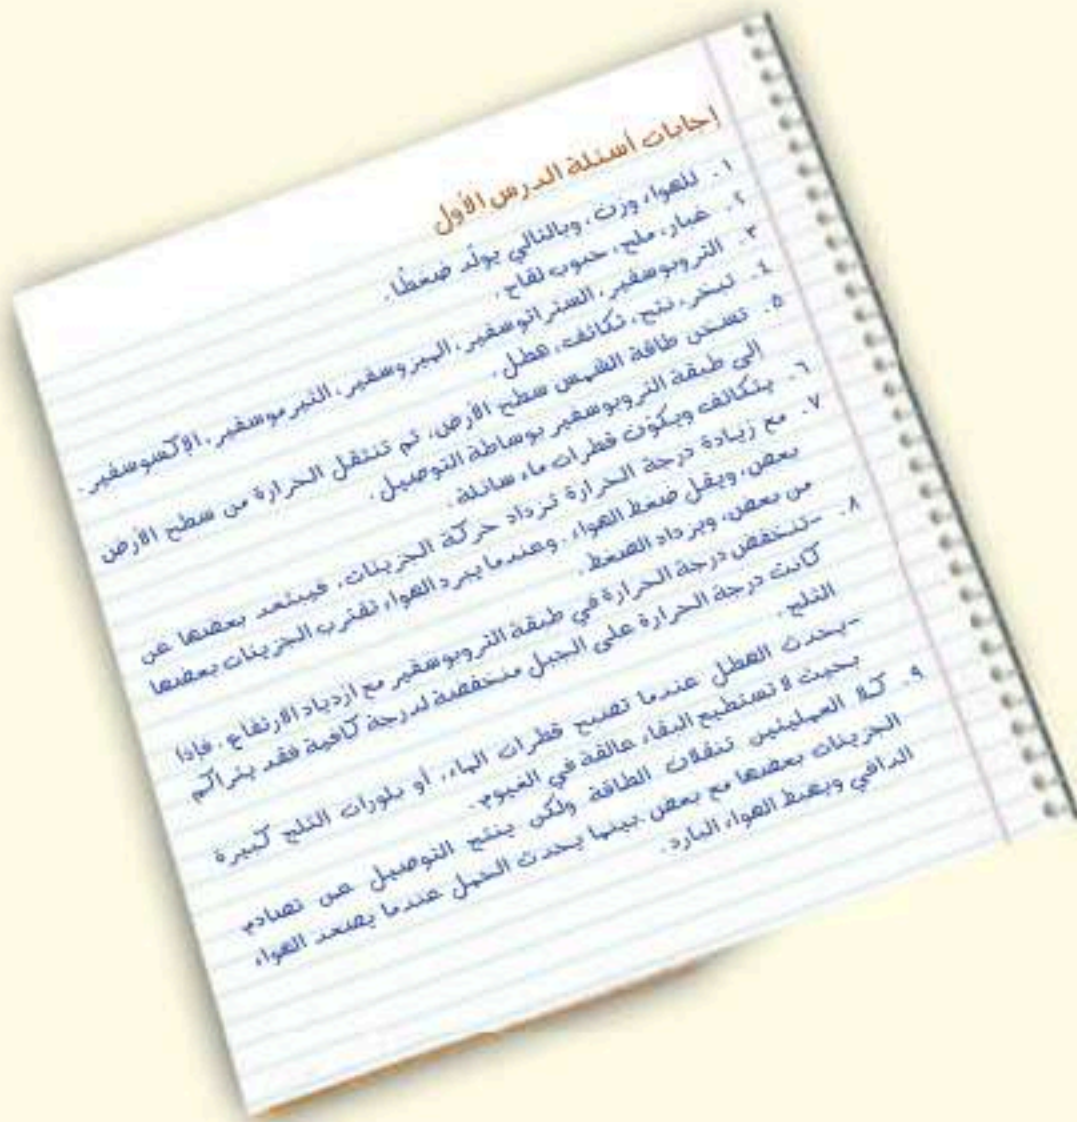 إجابات أسئلة الدرس الأول
١. للهواء وزن، وبالتالي يولّد ضغطًا.
٢. غبار، ملح، حبوب لقاح.
٣. التروبوسفير، الستراتوسفير، الميزوسفير، الثيرموسفير، الإكسوسفير.
٤. تبخر، نتح، تكاثف، هطل.
٥. تسخن طاقة الشمس سطح الأرض، ثم تنتقل الحرارة من سطح الأرض
إلى طبقة التروبوسفير بوساطة التوصيل.
٦. يتكاثف ويكوّن قطرات ماء سائلة.
٧. مع زيادة درجة الحرارة تزداد حركة الجزيئات، فيبتعد بعضها عن
بعض، ويقل ضغط الهواء. وعندما يبرد الهواء تقترب الجزيئات بعضها
من بعض، ويزداد الضغط.
٨. -تنخفض درجة الحرارة في طبقة التروبوسفير مع ازدياد الارتفاع. فإذا
كانت درجة الحرارة على الجبل منخفضة لدرجة كافية فقد يتراكم
الثلج.
-يحدث الهطل عندما تصبح قطرات الماء، أو بلورات الثلج كبيرة
بحيث لا تستطيع البقاء عالقة في الغيوم.
٩. كلا العمليتين تنقلان الطاقة ولكن ينتج التوصيل عن تصادم
الجزيئات بعضها مع بعض بينما يحدث الحمل عندما يصعد الهواء
الدافئ ويهبط الهواء البارد.